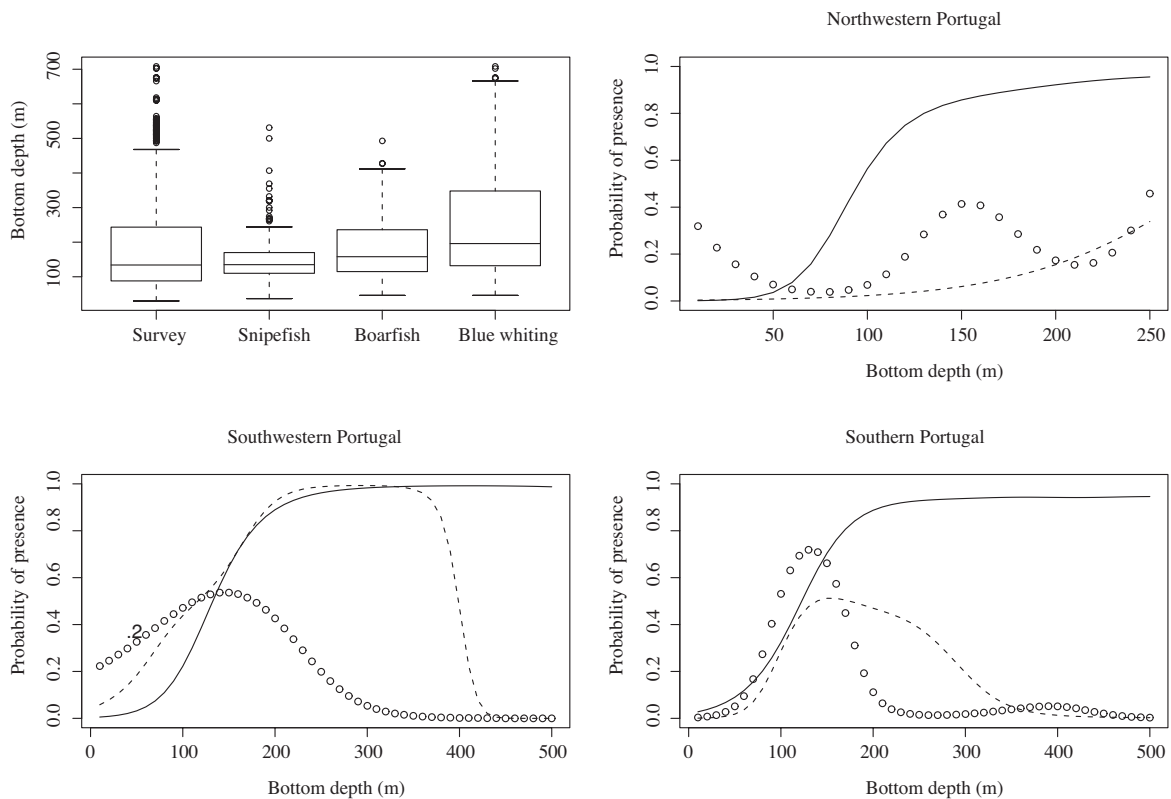 Northwestern Portugal
Bottom depth (m)
700
500
300
100
Survey Snipefish Boarfish Blue whiting
Probability of presence
1.0
0.8
0.6
0.4
0.2
0.0
50 100 150 200 250
Bottom depth (m)
Southwestern Portugal
Probability of presence
1.0
0.8
0.6
0.4
0.2
0.0
.2
0 100 200 300 400 500
Bottom depth (m)
Southern Portugal
Probability of presence
1.0
0.8
0.6
0.4
0.2
0.0
0 100 200 300 400 500
Bottom depth (m)